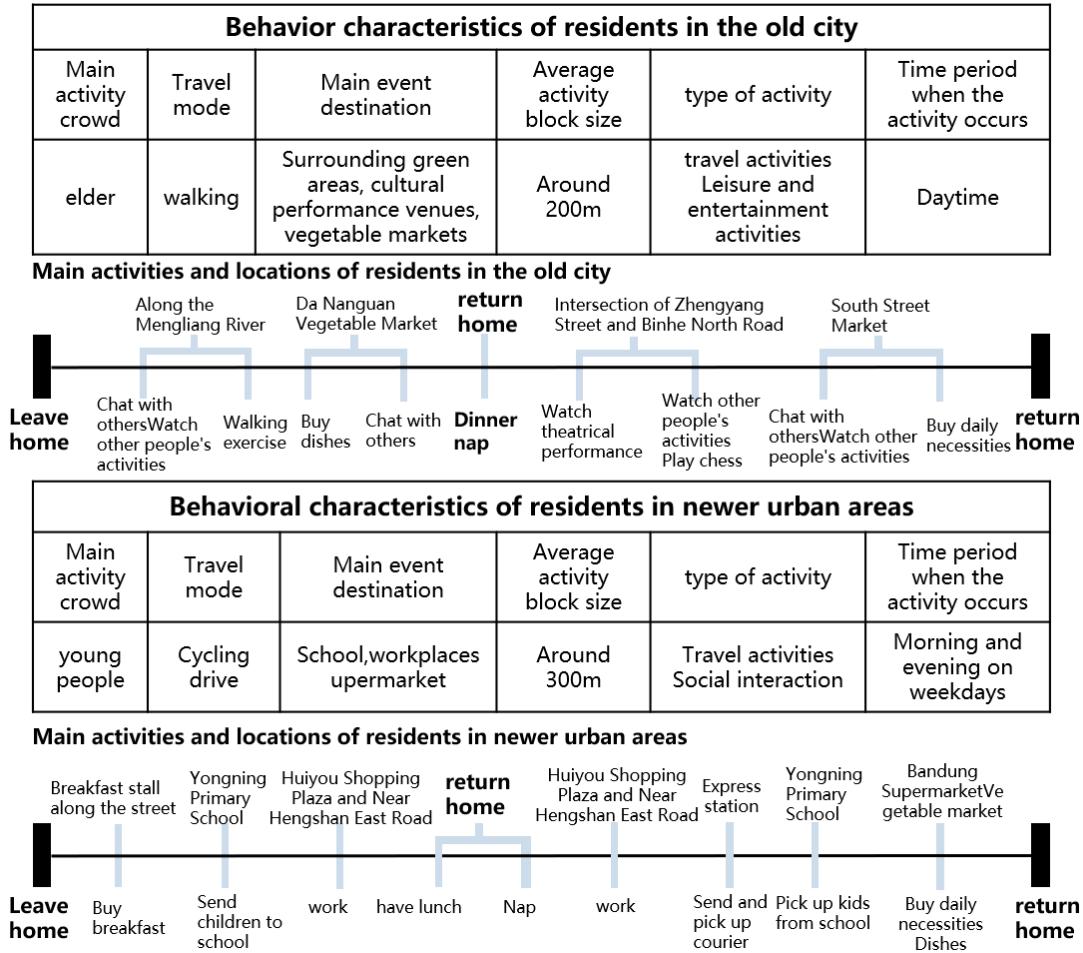 Behavior characteristics of residents in the old city
Main
activity
crowd
Travel
mode
Main event
destination
Average
activity
block size
type of activity
Time period
when the
activity occurs
elder
walking
Surrounding green
areas, cultural
performance venues,
vegetable markets
Around
200m
travel activities
Leisure and
entertainment
activities
Daytime
Main activities and locations of residents in the old city
Along the
Mengliang River
Da Nanguan
Vegetable Market
return
home
Intersection of Zhengyang
Street and Binhe North Road
South Street
Market
Leave
home
Chat with
othersWatch
other people's
activities
Walking
exercise
Buy
dishes
Chat with
others
Dinner
nap
Watch
theatrical
performance
Watch other
people's
activities
Play chess
Chat with
othersWatch other
people's activities
Buy daily
necessities
return
home
Behavioral characteristics of residents in newer urban areas
Main
activity
crowd
Travel
mode
Main event
destination
Average
activity
block size
type of activity
Time period
when the
activity occurs
young
people
Cycling
drive
School,workplaces
upermarket
Around
300m
Travel activities
Social interaction
Morning and
evening on
weekdays
Main activities and locations of residents in newer urban areas
Breakfast stall
along the street
Yongning
Primary
School
Huiyou Shopping
Plaza and Near
Hengshan East Road
return
home
Huiyou Shopping
Plaza and Near
Hengshan East Road
Express
station
Yongning
Primary
School
Bandung
SupermarketVe
getable market
Leave
home
Buy
breakfast
Send
children to
school
work
have lunch
Nap
work
Send and
pick up
courier
Pick up kids
from school
Buy daily
necessities
Dishes
return
home